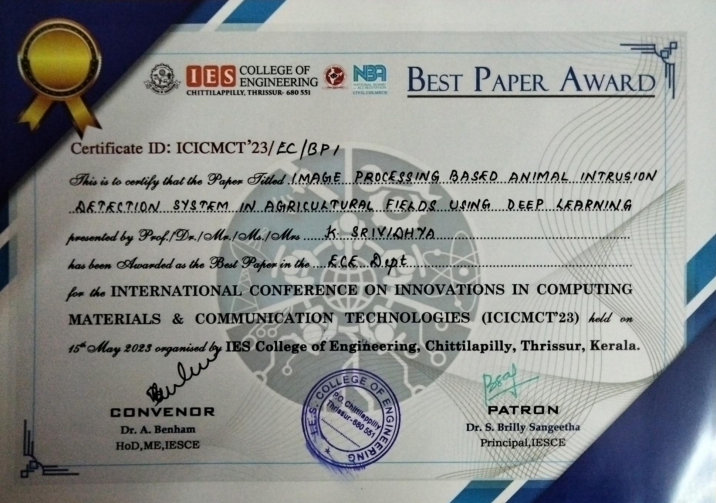 IES COLLEGE OF ENGINEERING
CHITTILAPPILLY, THRISSUR- 680 551
NBA
BEST PAPER AWARD
Certificate ID: ICICMCT'23/EC/BP1
This is to certify that the Paper Titled IMAGE PROCESSING BASED ANIMAL INTRUSION
DETECTION SYSTEM IN AGRICULTURAL FIELDS USING DEEP LEARNING
presented by Prof./Dr./Mr./Ms./Mrs K SRIVIDHYA
has been Awarded as the Best Paper in the ECE Dept
for the INTERNATIONAL CONFERENCE ON INNOVATIONS IN COMPUTING
MATERIALS & COMMUNICATION TECHNOLOGIES (ICICMCT'23) held on
15th May 2023 organised by IES College of Engineering, Chittilapilly, Thrissur, Kerala.
I.E.S. COLLEGE OF ENGINEERING
P.O. Chittilappilly
Thrissur-680 551
CONVENOR
Dr. A. Benham
HoD,ME,IESCE
PATRON
Dr. S. Brilly Sangeetha
Principal,IESCE